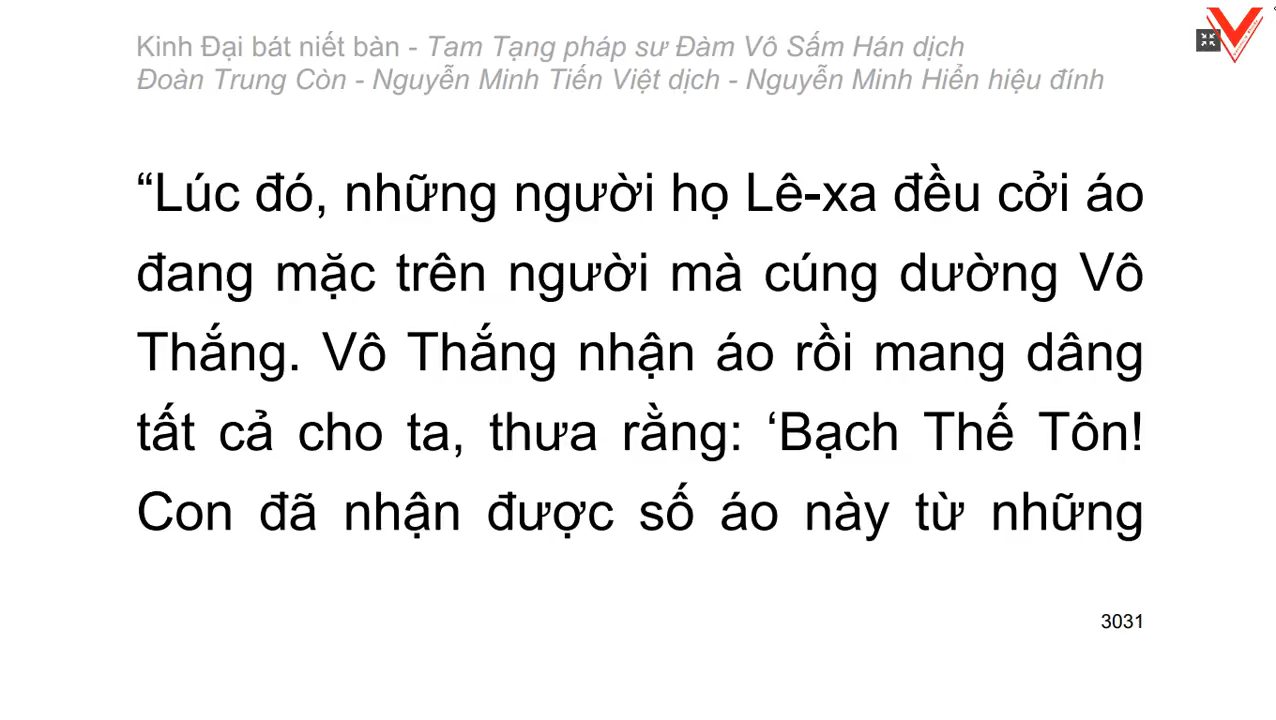 Kinh Đại bát niết bàn - Tam Tạng pháp sư Đàm Vô Sấm Hán dịch
Đoàn Trung Còn - Nguyễn Minh Tiến Việt dịch - Nguyễn Minh Hiển hiệu đính
“Lúc đó, những người họ Lê-xa đều cởi áo
đang mặc trên người mà cúng dường Vô
Thắng. Vô Thắng nhận áo rồi mang dâng
tất cả cho ta, thưa rằng: ‘Bạch Thế Tôn!
Con đã nhận được số áo này từ những
3031